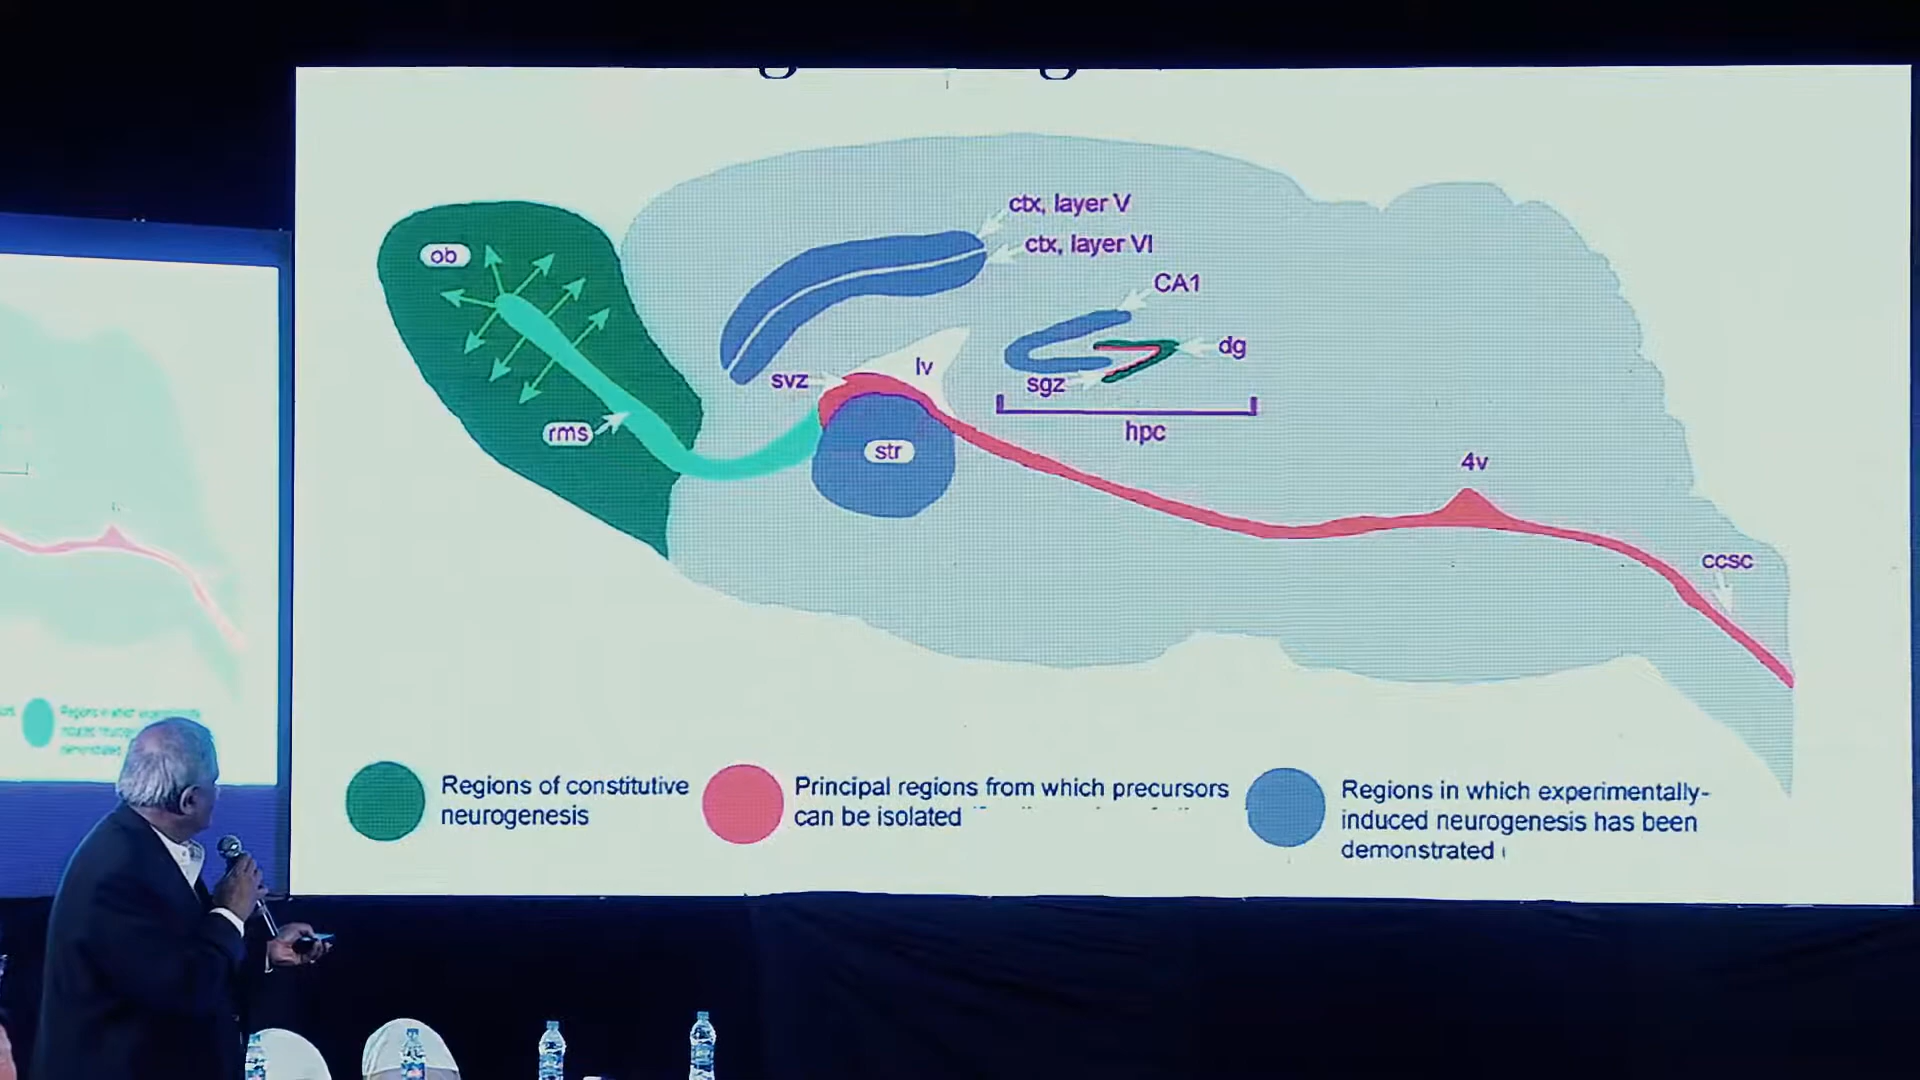 ctx, layer V
ob
ctx, layer VI
CA1
dg
lv
svz
sgz
rms
hpc
str
4v
ccsc
Regions of constitutive
neurogenesis
Principal regions from which precursors
can be isolated
Regions in which experimentally-
induced neurogenesis has been
demonstrated